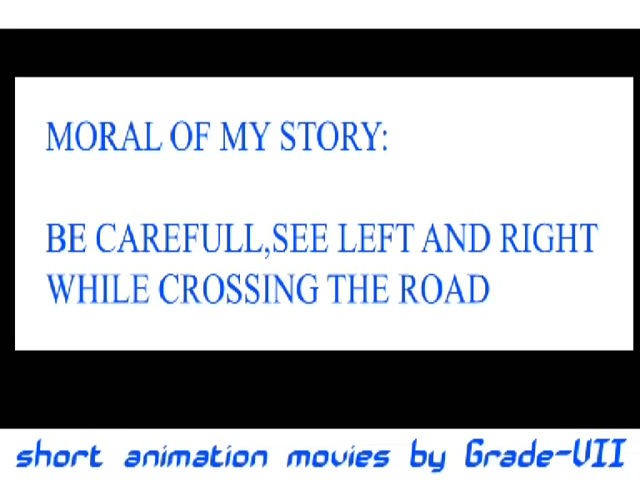 MORAL OF MY STORY:
BE CAREFULL,SEE LEFT AND RIGHT
WHILE CROSSING THE ROAD
short animation movies by Grade-VII